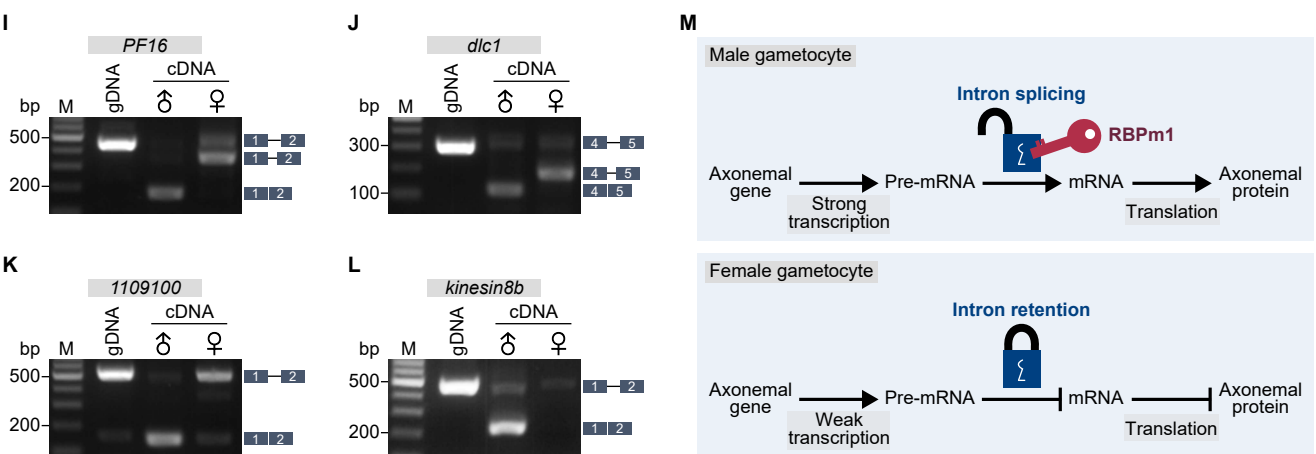 I
PF16
gDNA
cDNA
bp M ♂ ♀
500
200
1 2
1 2
1 2
J
dlc1
gDNA
cDNA
bp M ♂ ♀
300
100
4 5
4 5
4 5
K
1109100
gDNA
cDNA
bp M ♂ ♀
500
200
1 2
1 2
L
kinesin8b
gDNA
cDNA
bp M ♂ ♀
500
200
1 2
1 2
M
Male gametocyte
Intron splicing
RBPm1
Axonemal
gene
Strong
transcription
Pre-mRNA
mRNA
Translation
Axonemal
protein
Female gametocyte
Intron retention
Axonemal
gene
Weak
transcription
Pre-mRNA
mRNA
Translation
Axonemal
protein